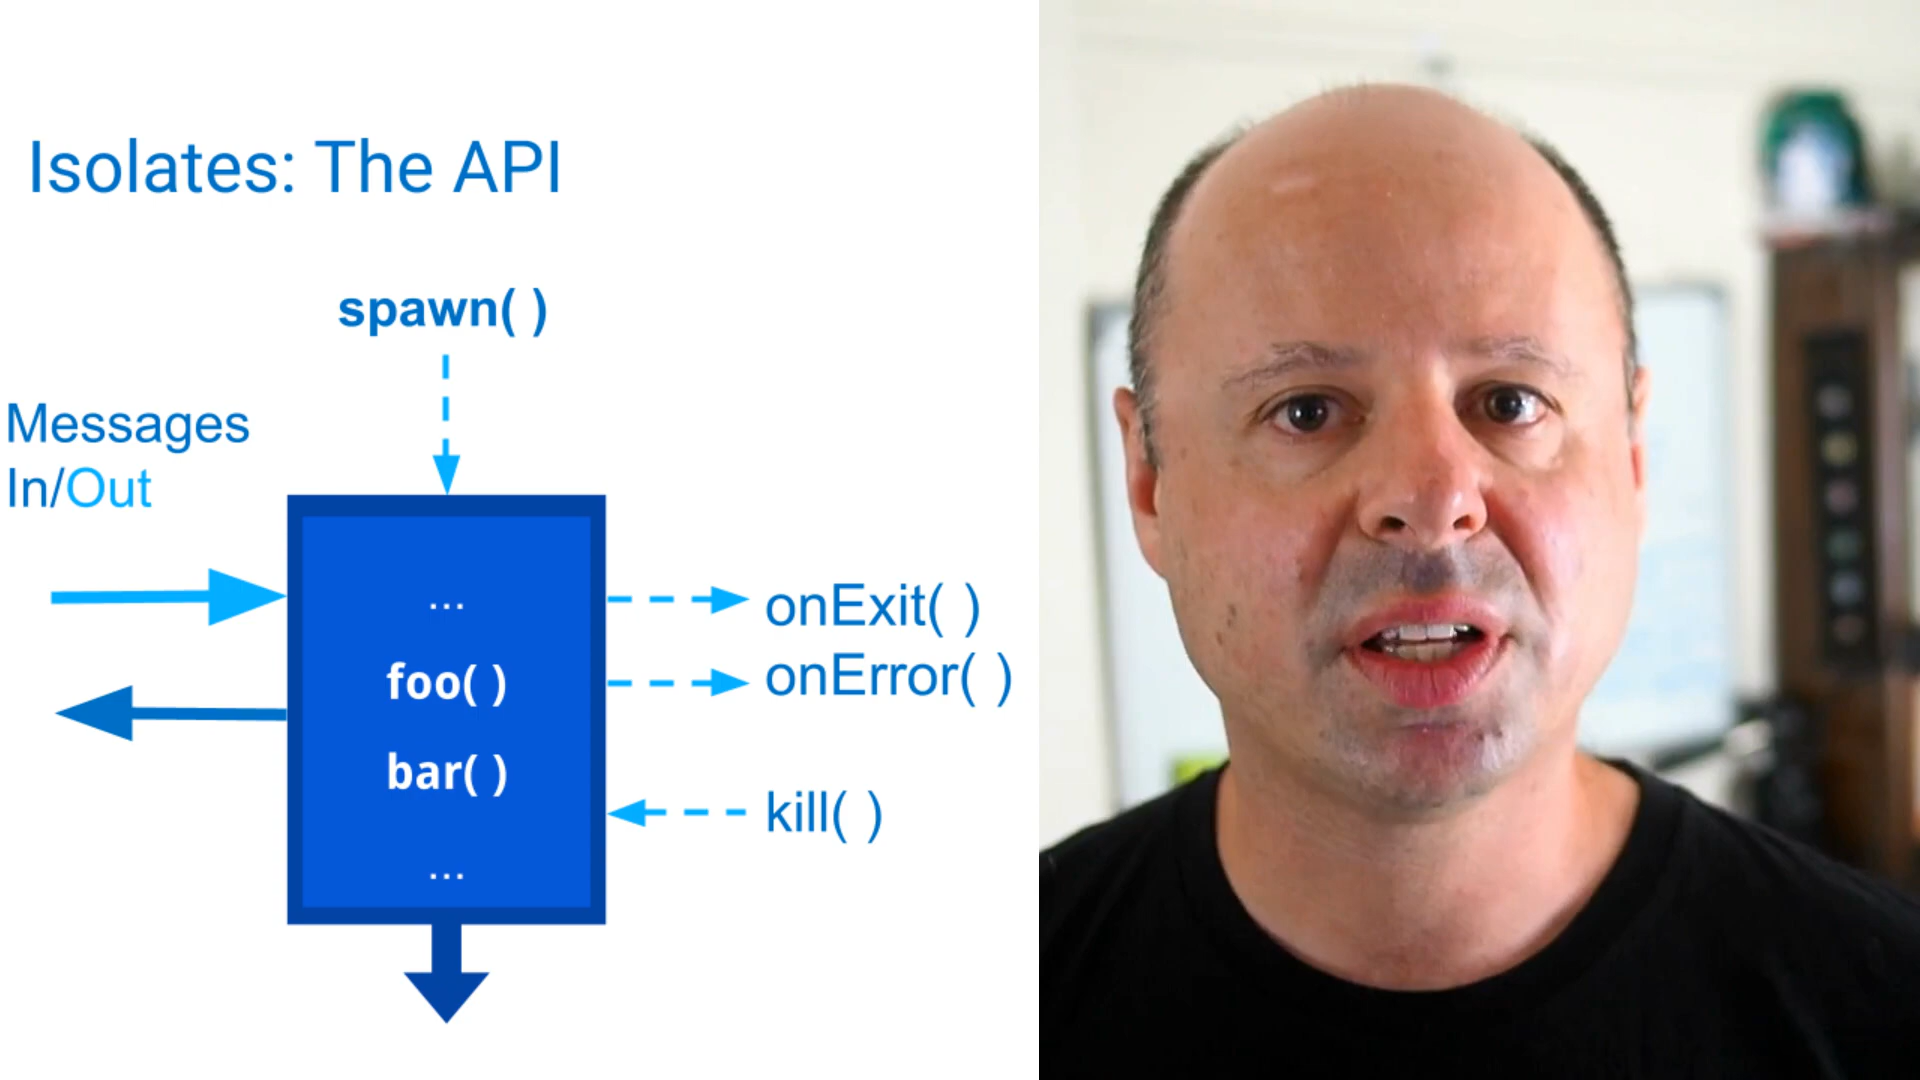 Isolates: The API
spawn( )
Messages
In/Out
...
foo( )
bar( )
...
onExit( )
onError( )
kill( )